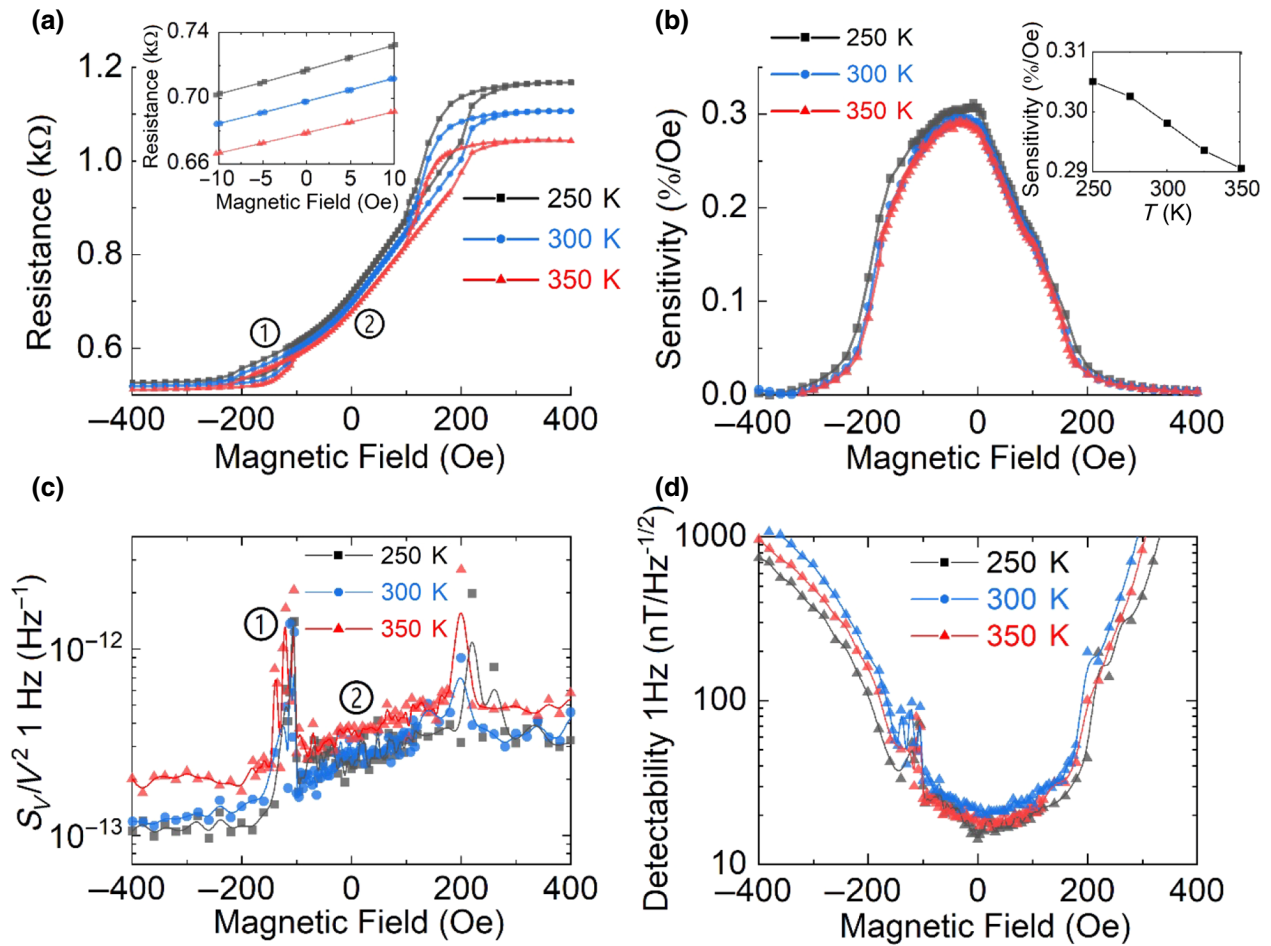 (a)
0.74
0.70
0.66
Resistance (kΩ)
–10 –5 0 5 10
Magnetic Field (Oe)
1.2
1.0
0.8
0.6
Resistance (kΩ)
250 K
300 K
350 K
1
2
–400 –200 0 200 400
Magnetic Field (Oe)
(b)
250 K
300 K
350 K
0.31
0.30
0.29
Sensitivity (%/Oe)
250 300 350
T (K)
0.3
0.2
0.1
0.0
Sensitivity (%/Oe)
–400 –200 0 200 400
Magnetic Field (Oe)
(c)
250 K
300 K
350 K
1
2
10–12
10–13
SV/V2 1 Hz (Hz–1)
–400 –200 0 200 400
Magnetic Field (Oe)
(d)
1000
100
10
Detectability 1Hz (nT/Hz-1/2)
250 K
300 K
350 K
–400 –200 0 200 400
Magnetic Field (Oe)